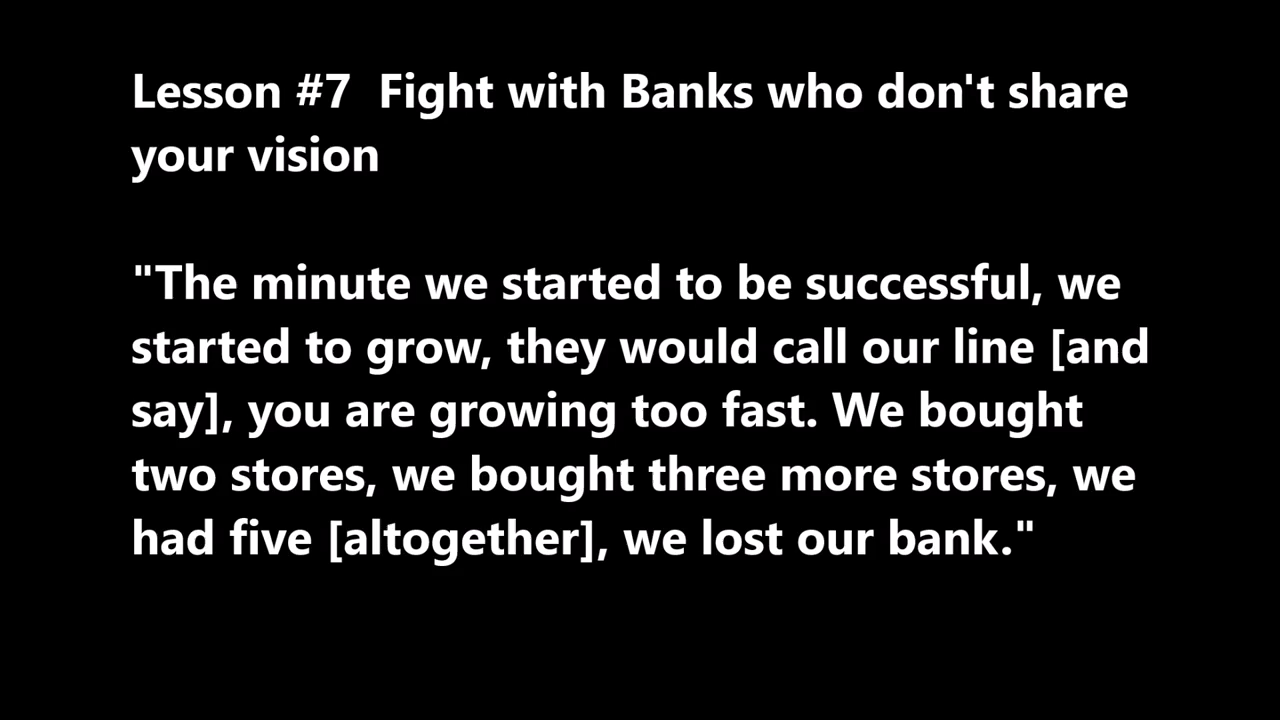 Lesson #7  Fight with Banks who don't share
your vision
"The minute we started to be successful, we
started to grow, they would call our line [and
say], you are growing too fast. We bought
two stores, we bought three more stores, we
had five [altogether], we lost our bank."